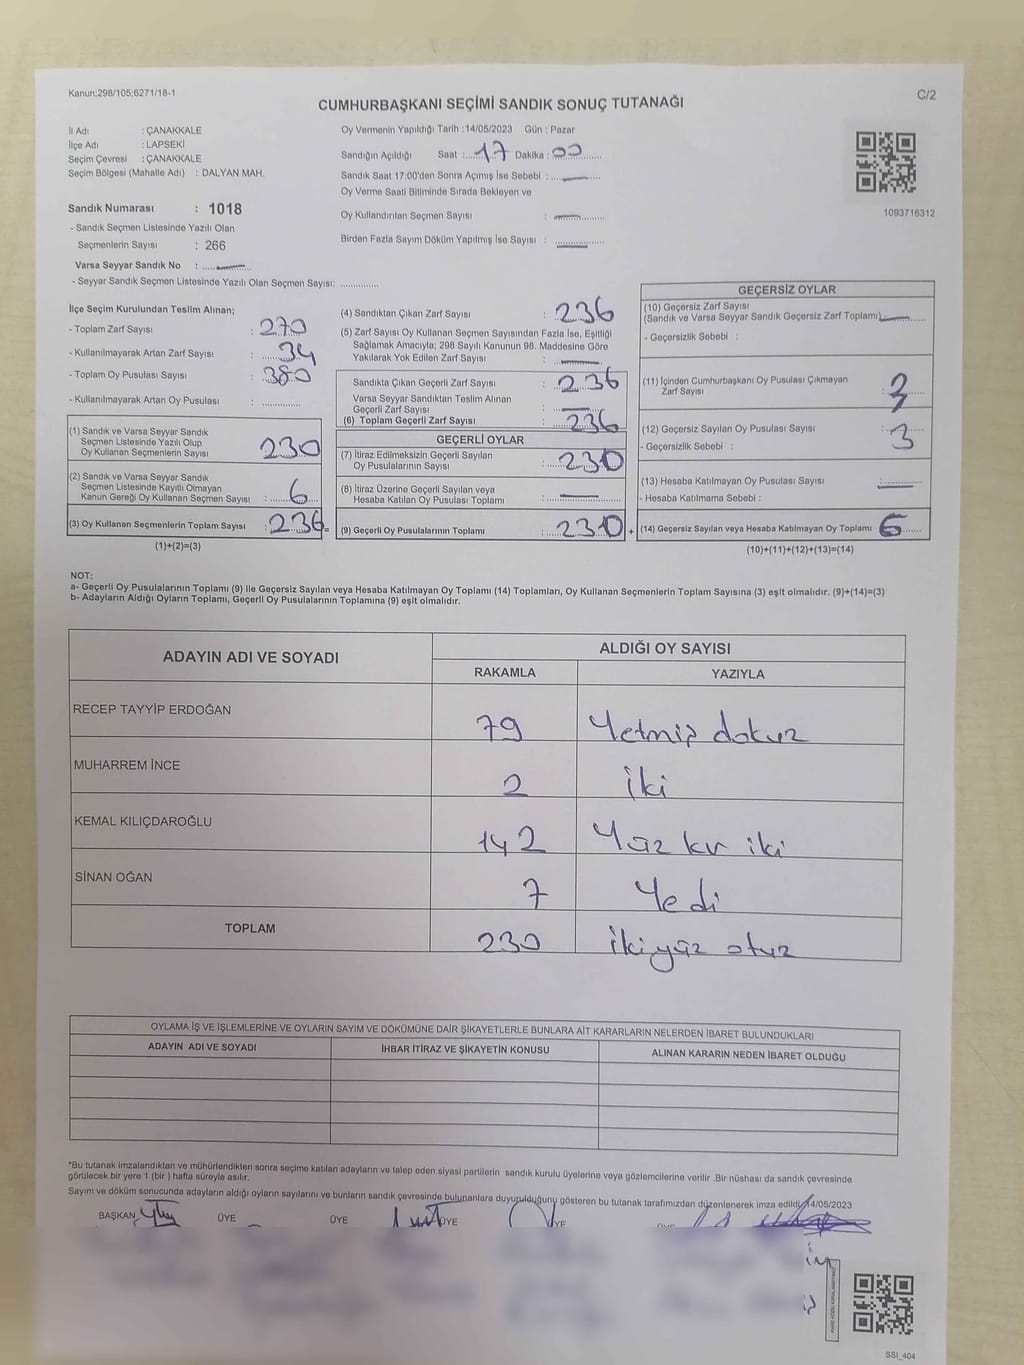 Kanun;298/105;6271/18-1
C/2
CUMHURBAŞKANI SEÇİMİ SANDIK SONUÇ TUTANAĞI
İl Adı : ÇANAKKALE
İlçe Adı : LAPSEKİ
Seçim Çevresi : ÇANAKKALE
Seçim Bölgesi (Mahalle Adı) : DALYAN MAH.
Sandık Numarası : 1018
- Sandık Seçmen Listesinde Yazılı Olan
Seçmenlerin Sayısı : 266
Varsa Seyyar Sandık No :
- Seyyar Sandık Seçmen Listesinde Yazılı Olan Seçmen Sayısı:
Oy Vermenin Yapıldığı Tarih :14/05/2023 Gün : Pazar
Sandığın Açıldığı Saat : 17 Dakika : 00
Sandık Saat 17:00'den Sonra Açımış İse Sebebi :
Oy Verme Saati Bitiminde Sırada Bekleyen ve
Oy Kullandırılan Seçmen Sayısı :
Birden Fazla Sayım Döküm Yapılmış İse Sayısı :
1093716312
İlçe Seçim Kurulundan Teslim Alınan;
- Toplam Zarf Sayısı : 270
- Kullanılmayarak Artan Zarf Sayısı : 34
- Toplam Oy Pusulası Sayısı : 380
- Kullanılmayarak Artan Oy Pusulası :
(1) Sandık ve Varsa Seyyar Sandık
Seçmen Listesinde Yazılı Olup
Oy Kullanan Seçmenlerin Sayısı 230
(2) Sandık ve Varsa Seyyar Sandık
Seçmen Listesinde Kayıtlı Olmayan
Kanun Gereği Oy Kullanan Seçmen Sayısı : 6
(3) Oy Kullanan Seçmenlerin Toplam Sayısı : 236 =
(1)+(2)=(3)
(4) Sandıktan Çıkan Zarf Sayısı : 236
(5) Zarf Sayısı Oy Kullanan Seçmen Sayısından Fazla İse, Eşitliği
Sağlamak Amacıyla; 298 Sayılı Kanunun 98. Maddesine Göre
Yakılarak Yok Edilen Zarf Sayısı :
Sandıkta Çıkan Geçerli Zarf Sayısı : 236
Varsa Seyyar Sandıktan Teslim Alınan
Geçerli Zarf Sayısı :
(6) Toplam Geçerli Zarf Sayısı : 236
GEÇERLİ OYLAR
(7) İtiraz Edilmeksizin Geçerli Sayılan
Oy Pusulalarının Sayısı : 230
(8) İtiraz Üzerine Geçerli Sayılan veya
Hesaba Katılan Oy Pusulası Toplamı :
(9) Geçerli Oy Pusulalarının Toplamı : 230 +
GEÇERSİZ OYLAR
(10) Geçersiz Zarf Sayısı
(Sandık ve Varsa Seyyar Sandık Geçersiz Zarf Toplamı)
- Geçersizlik Sebebi :
(11) İçinden Cumhurbaşkanı Oy Pusulası Çıkmayan
Zarf Sayısı : 3
(12) Geçersiz Sayılan Oy Pusulası Sayısı : 3
- Geçersizlik Sebebi :
(13) Hesaba Katılmayan Oy Pusulası Sayısı :
- Hesaba Katılmama Sebebi :
(14) Geçersiz Sayılan veya Hesaba Katılmayan Oy Toplamı : 6
(10)+(11)+(12)+(13)=(14)
NOT:
a- Geçerli Oy Pusulalarının Toplamı (9) ile Geçersiz Sayılan veya Hesaba Katılmayan Oy Toplamı (14) Toplamları, Oy Kullanan Seçmenlerin Toplam Sayısına (3) eşit olmalıdır. (9)+(14)=(3)
b- Adayların Aldığı Oyların Toplamı, Geçerli Oy Pusulalarının Toplamına (9) eşit olmalıdır.
ADAYIN ADI VE SOYADI
ALDIĞI OY SAYISI
RAKAMLA YAZIYLA
RECEP TAYYİP ERDOĞAN 79 Yetmiş dokuz
MUHARREM İNCE 2 İki
KEMAL KILIÇDAROĞLU 142 Yüz kır iki
SİNAN OĞAN 7 Yedi
TOPLAM 230 İkiyüz otuz
OYLAMA İŞ VE İŞLEMLERİNE VE OYLARIN SAYIM VE DÖKÜMÜNE DAİR ŞİKAYETLERLE BUNLARA AİT KARARLARIN NELERDEN İBARET BULUNDUKLARI
ADAYIN ADI VE SOYADI İHBAR İTİRAZ VE ŞİKAYETİN KONUSU ALINAN KARARIN NEDEN İBARET OLDUĞU
*Bu tutanak imzalandıktan ve mühürlendikten sonra seçime katılan adayların ve talep eden siyasi partilerin sandık kurulu üyelerine veya gözlemcilerine verilir .Bir nüshası da sandık çevresinde
görülecek bir yere 1 (bir ) hafta süreyle asılır.
Sayım ve döküm sonucunda adayların aldığı oyların sayılarını ve bunların sandık çevresinde bulunanlara duyurulduğunu gösteren bu tutanak tarafımızdan düzenlenerek imza edildi. 14/05/2023
BAŞKAN ÜYE ÜYE ÜYE ÜYE
SSI_404